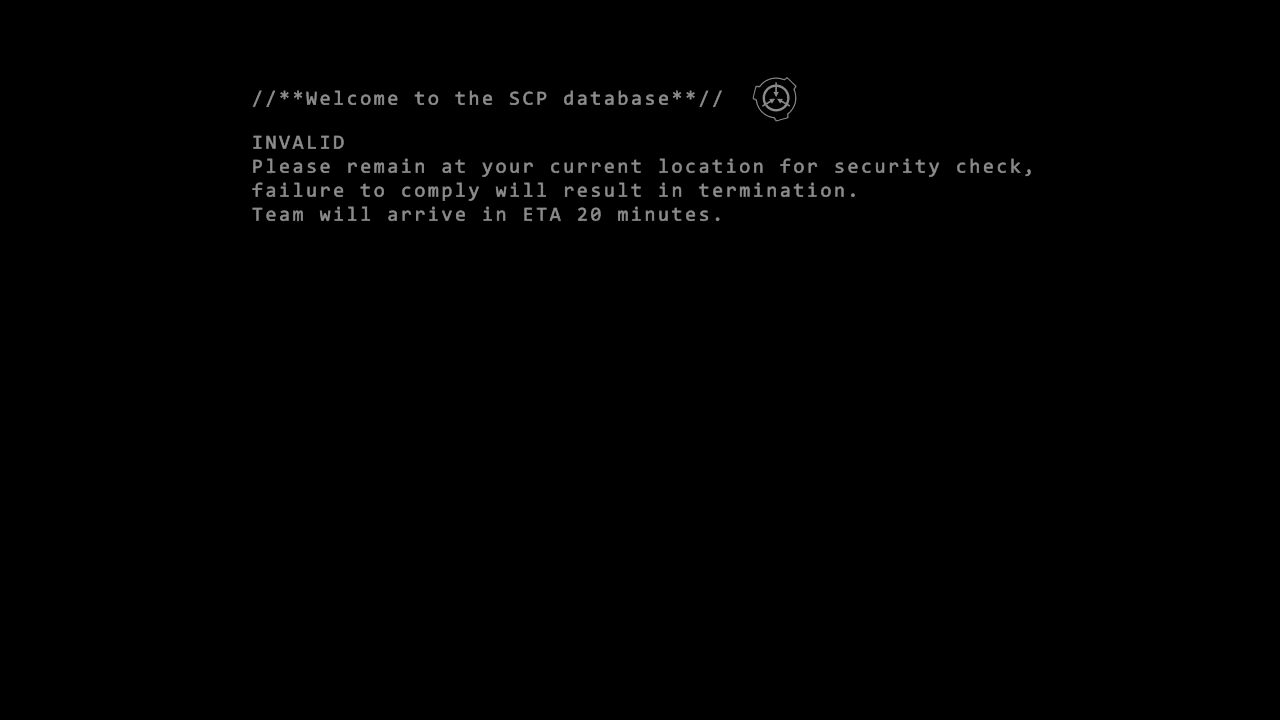 //**Welcome to the SCP database**//
INVALID
Please remain at your current location for security check,
failure to comply will result in termination.
Team will arrive in ETA 20 minutes.